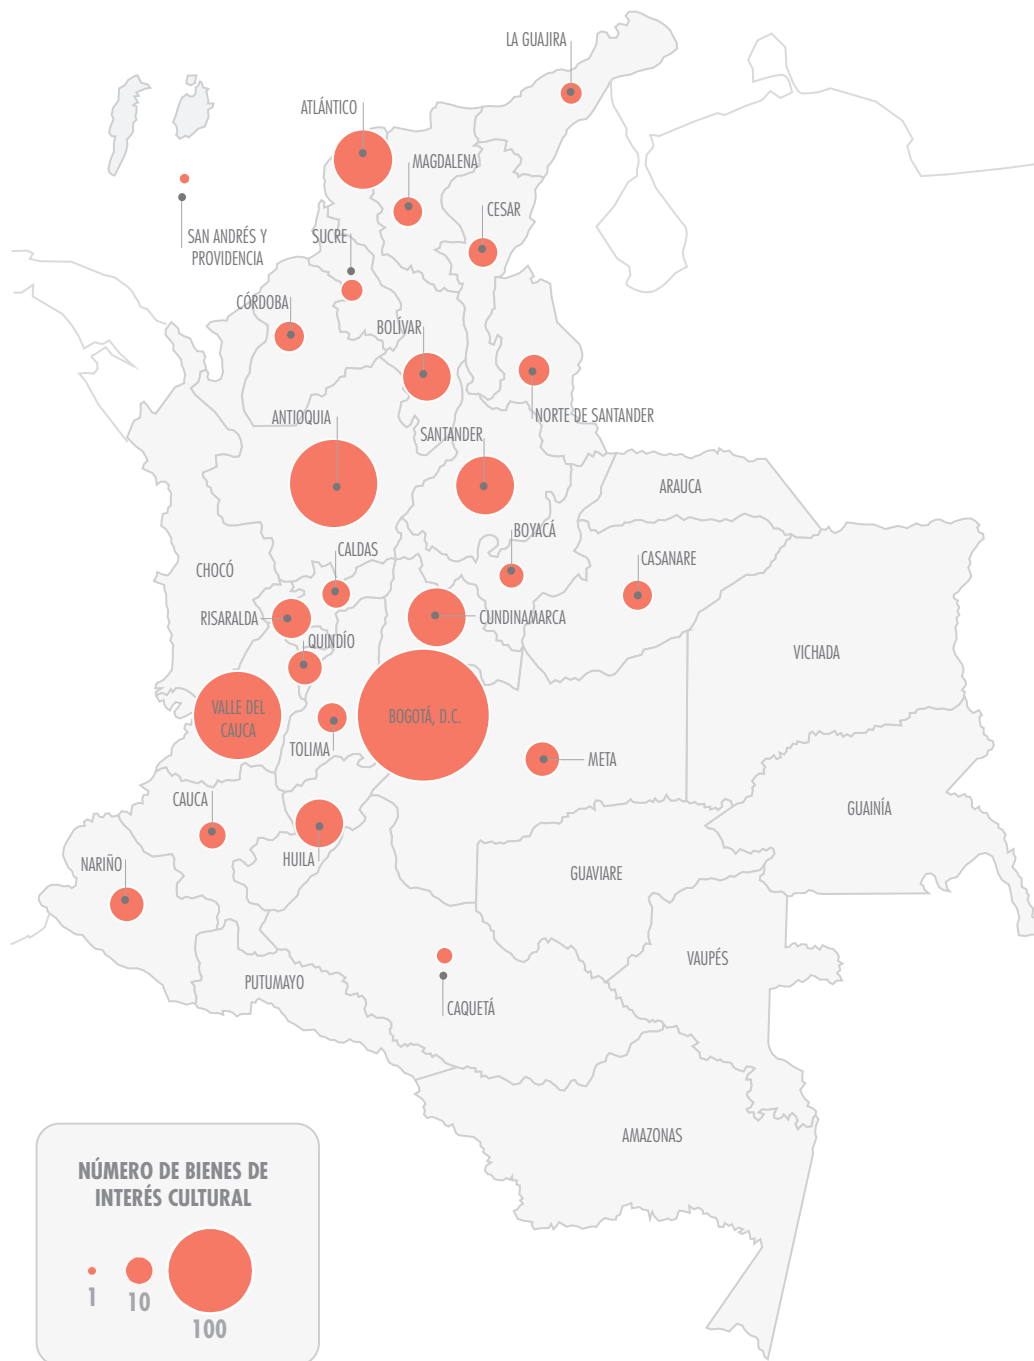 LA GUAJIRA
ATLÁNTICO
MAGDALENA
CESAR
SAN ANDRÉS Y
PROVIDENCIA
SUCRE
CÓRDOBA
BOLÍVAR
ANTIOQUIA
NORTE DE SANTANDER
SANTANDER
ARAUCA
BOYACÁ
CALDAS
CASANARE
CHOCÓ
RISARALDA
CUNDINAMARCA
QUINDÍO
VICHADA
VALLE DEL
CAUCA
BOGOTÁ, D.C.
TOLIMA
META
CAUCA
GUAINÍA
HUILA
NARIÑO
GUAVIARE
VAUPÉS
PUTUMAYO
CAQUETÁ
AMAZONAS
NÚMERO DE BIENES DE
INTERÉS CULTURAL
1
10
100